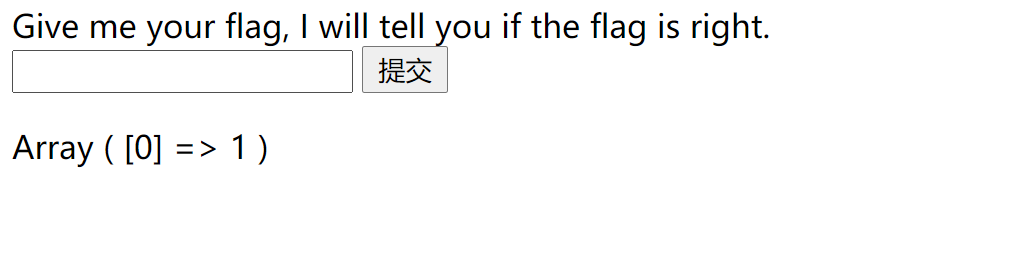 Give me your flag, I will tell you if the flag is right.
提交
Array ( [0] => 1 )